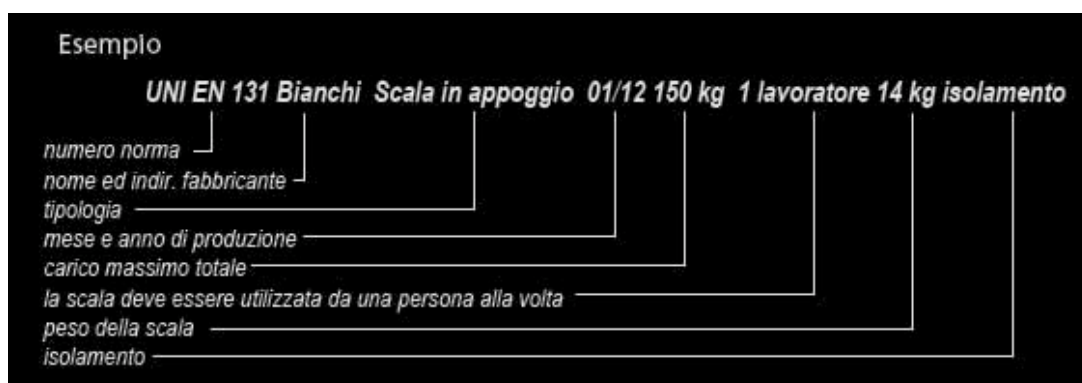 Esempio
UNI EN 131 Bianchi Scala in appoggio 01/12 150 kg 1 lavoratore 14 kg isolamento
numero norma
nome ed indir. fabbricante
tipologia
mese e anno di produzione
carico massimo totale
la scala deve essere utilizzata da una persona alla volta
peso della scala
isolamento